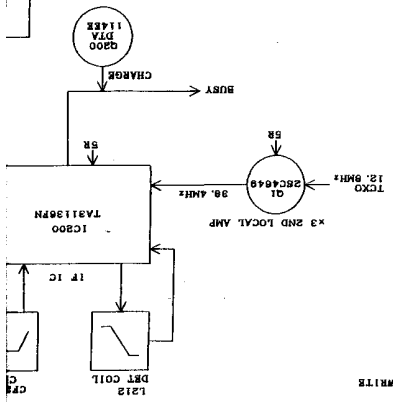 WRITE
L212
DET COIL
IF IC
x3 2ND LOCAL AMP
TCXO
12.8MHz
Q1
2SC4649
38.4MHz
IC200
TA31136FN
5R
5R
BUSY
CHARGE
Q200
DTA
114EE